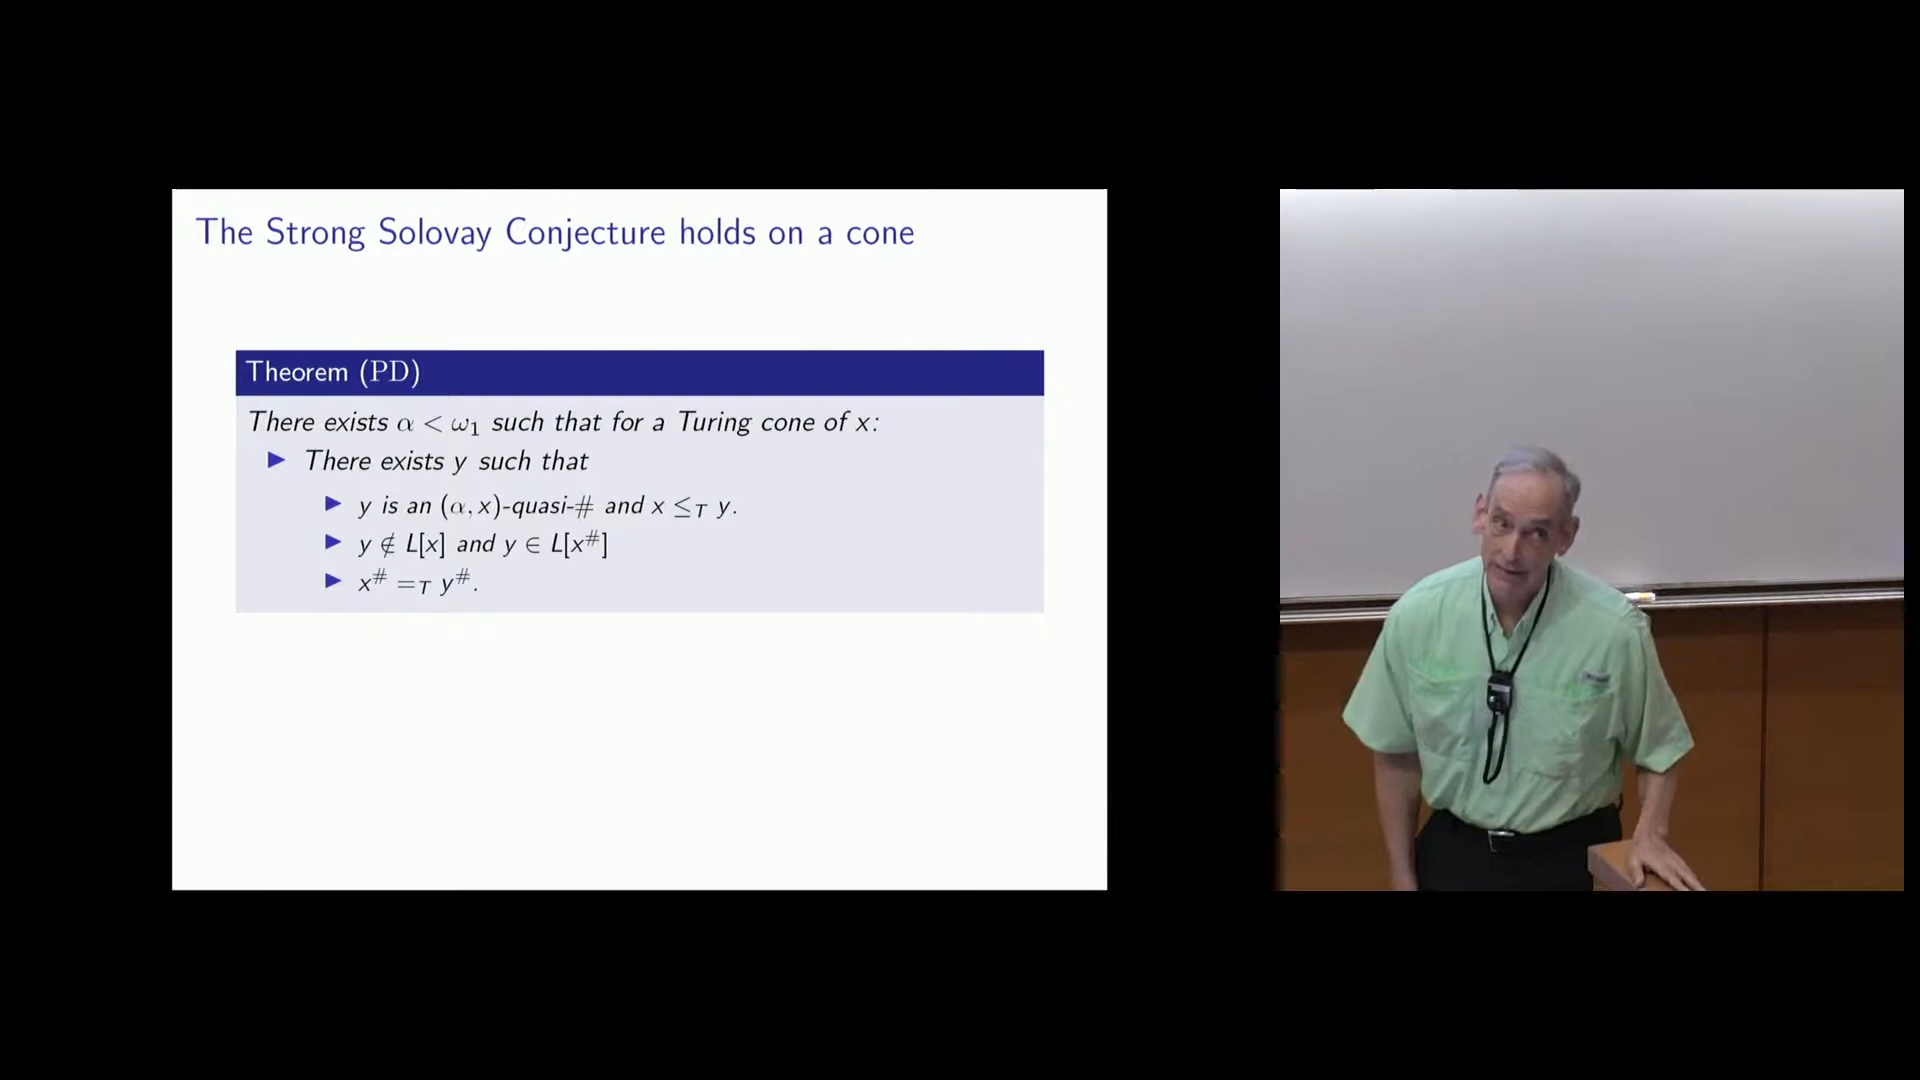 The Strong Solovay Conjecture holds on a cone
Theorem (PD)
There exists α < ω₁ such that for a Turing cone of x:
▶ There exists y such that
▶ y is an (α, x)-quasi-# and x ≤_T y.
▶ y ∉ L[x] and y ∈ L[x^#]
▶ x^# =_T y^#.